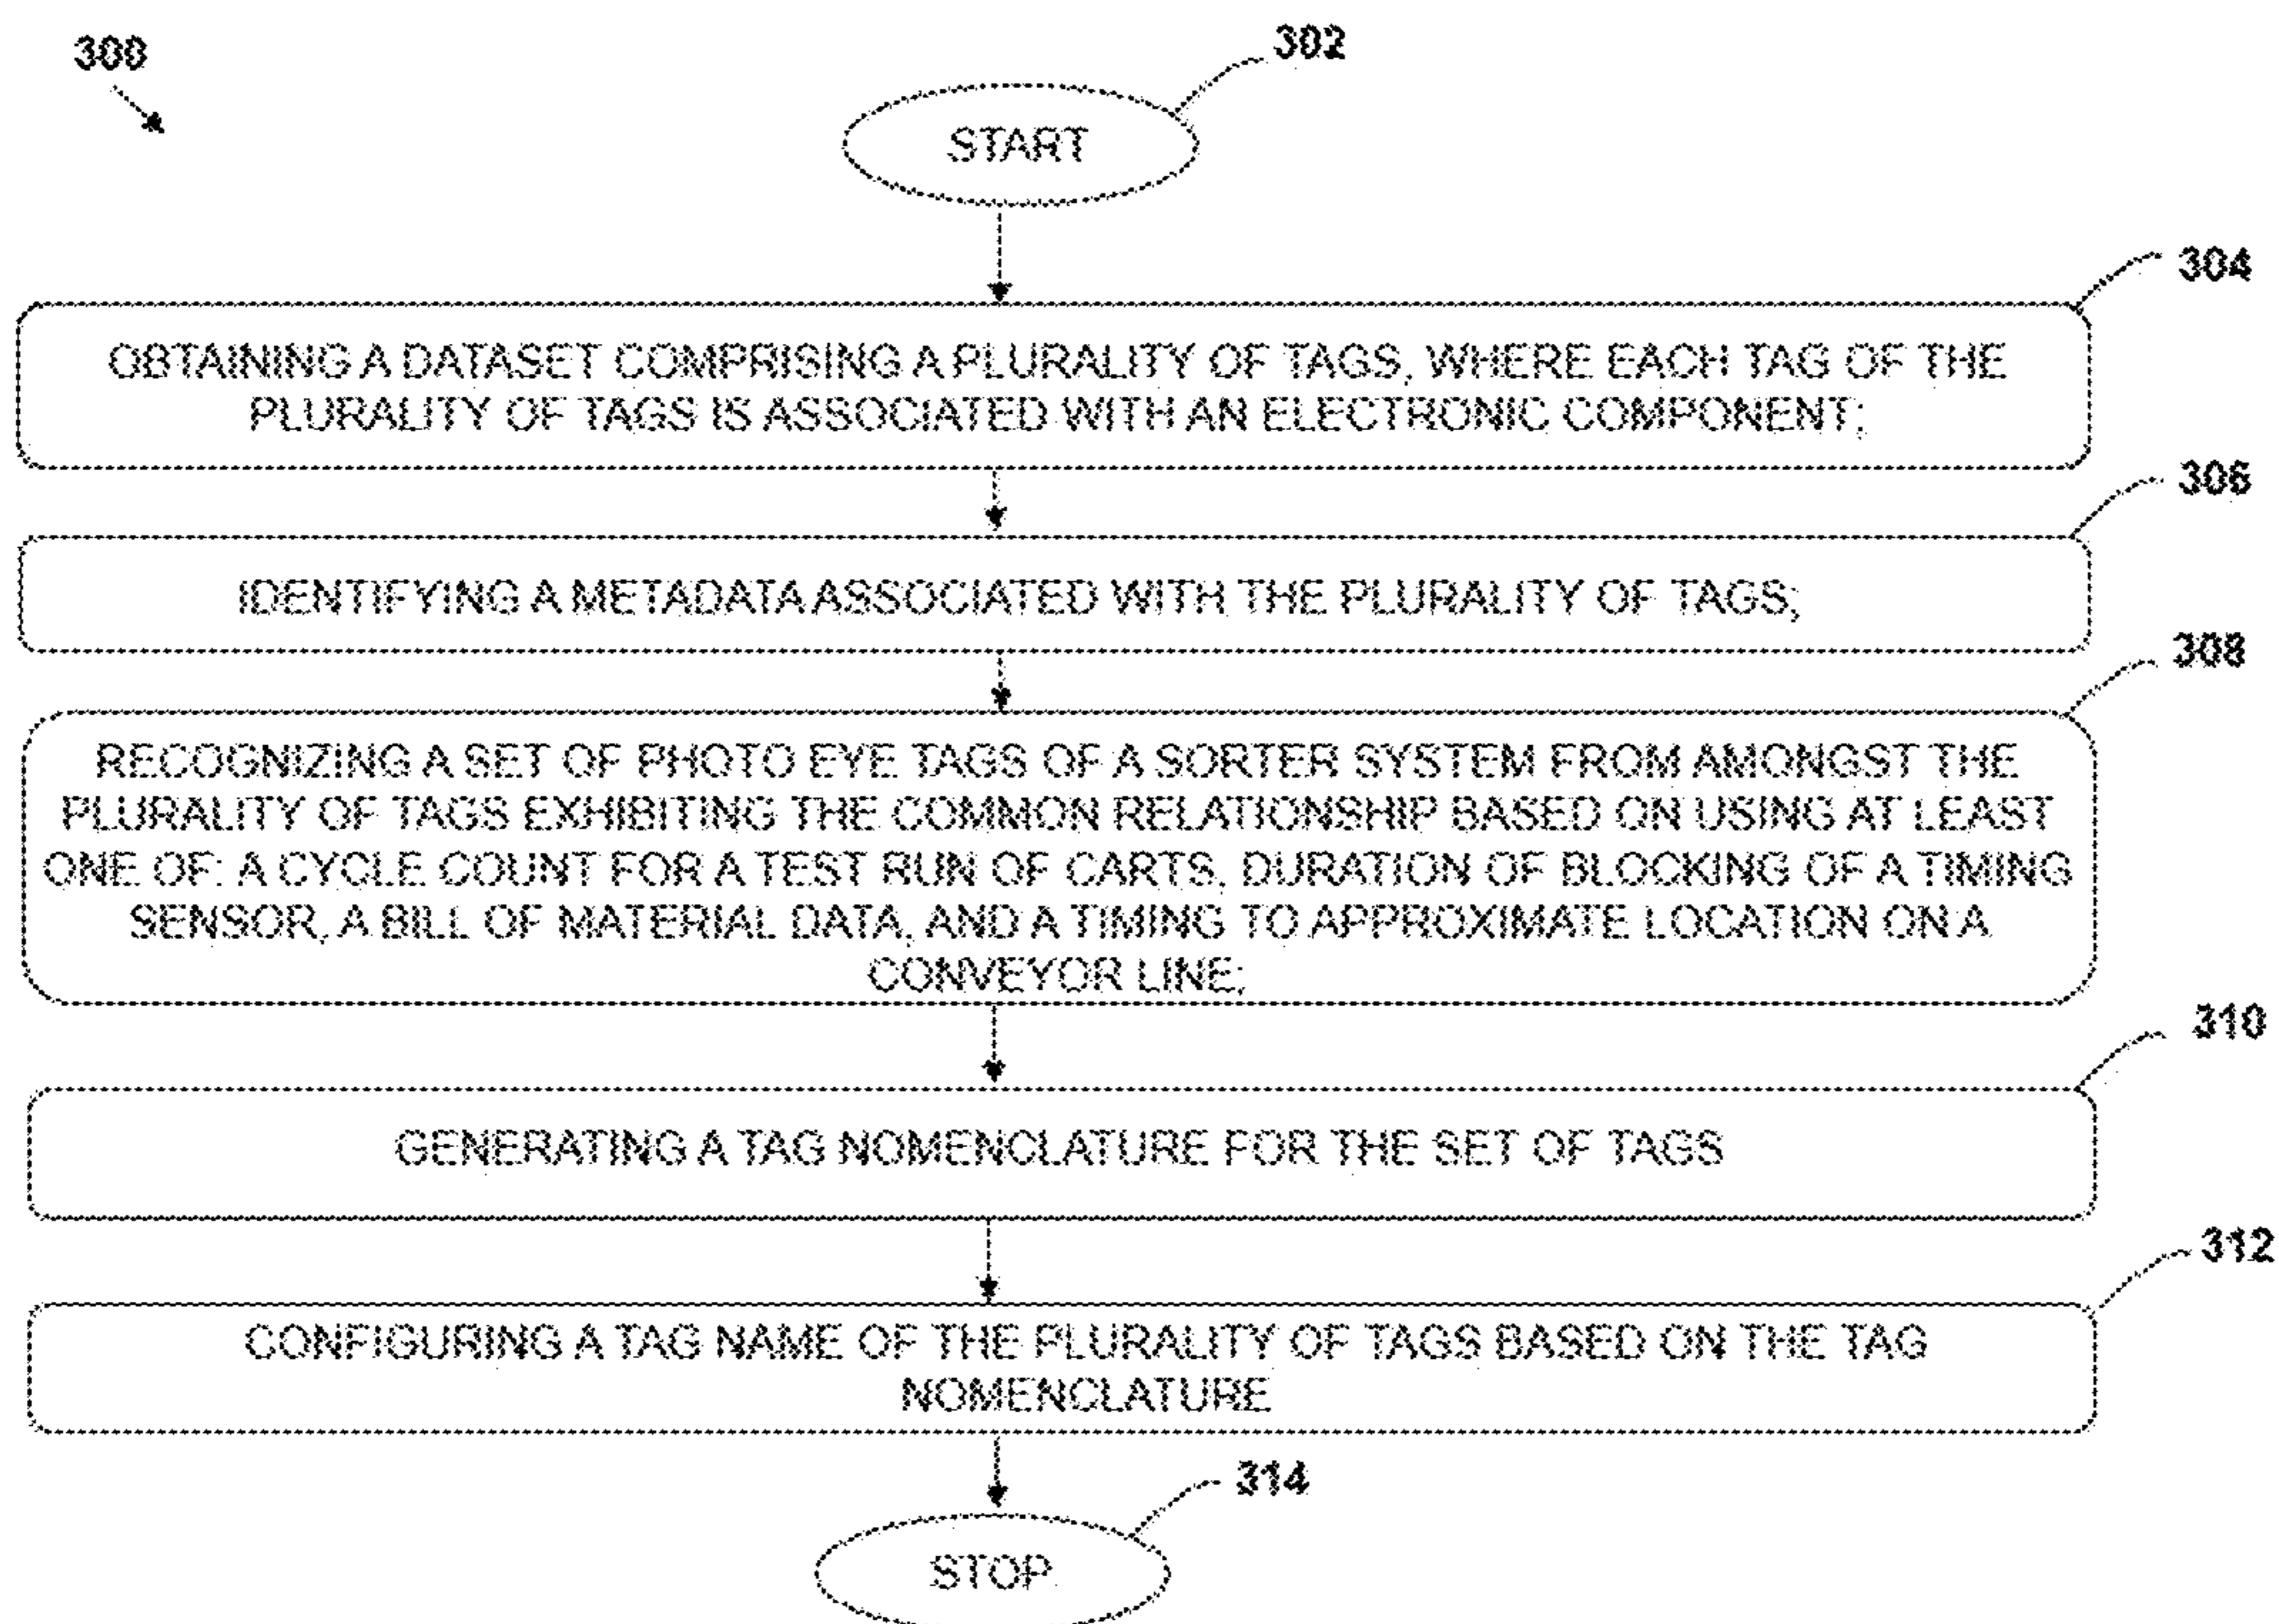 300
302
START
304
OBTAINING A DATASET COMPRISING A PLURALITY OF TAGS, WHERE EACH TAG OF THE
PLURALITY OF TAGS IS ASSOCIATED WITH AN ELECTRONIC COMPONENT;
306
IDENTIFYING A METADATA ASSOCIATED WITH THE PLURALITY OF TAGS;
308
RECOGNIZING A SET OF PHOTO EYE TAGS OF A SORTER SYSTEM FROM AMONGST THE
PLURALITY OF TAGS EXHIBITING THE COMMON RELATIONSHIP BASED ON USING AT LEAST
ONE OF: A CYCLE COUNT FOR A TEST RUN OF CARTS, DURATION OF BLOCKING OF A TIMING
SENSOR, A BILL OF MATERIAL DATA, AND A TIMING TO APPROXIMATE LOCATION ON A
CONVEYOR LINE;
310
GENERATING A TAG NOMENCLATURE FOR THE SET OF TAGS
312
CONFIGURING A TAG NAME OF THE PLURALITY OF TAGS BASED ON THE TAG
NOMENCLATURE
314
STOP